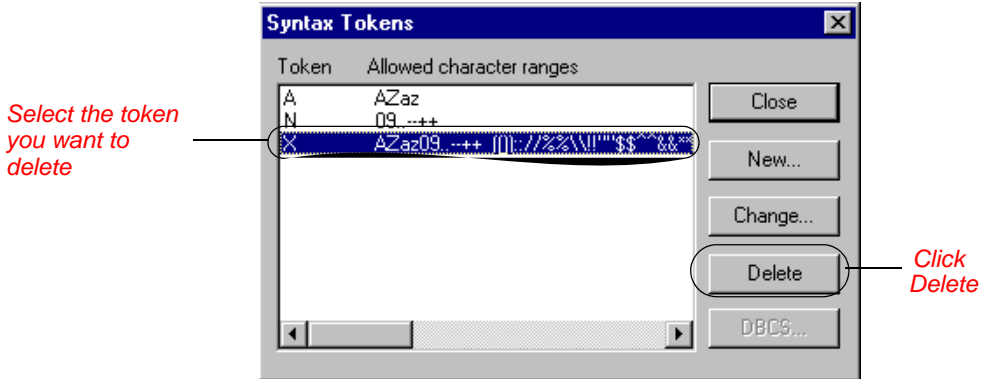 Syntax Tokens
Token Allowed character ranges
A AZaz
N 09..--++
X AZaz09..--++ (())::://%%\\!!""$$^^&&**
Close
New...
Change...
Delete
DBCS...
Select the token
you want to
delete
Click
Delete